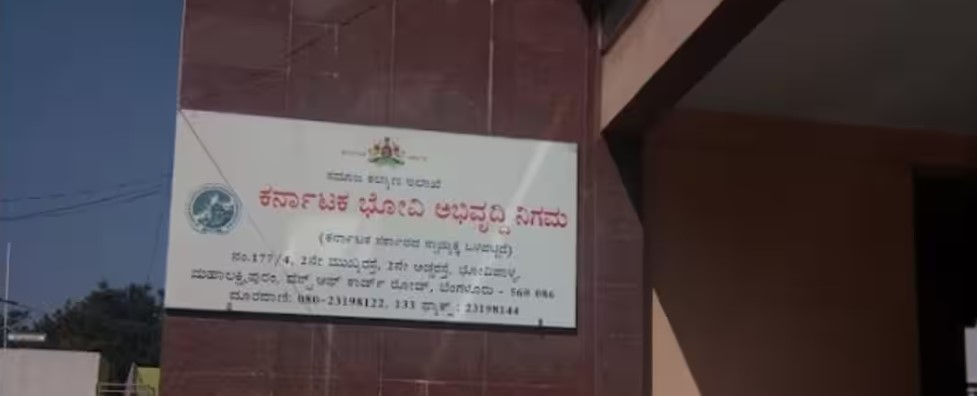 ಸಮಾಜ ಕಲ್ಯಾಣ ಇಲಾಖೆ
ಕರ್ನಾಟಕ ಭೋವಿ ಅಭಿವೃದ್ಧಿ ನಿಗಮ
(ಕರ್ನಾಟಕ ಸರ್ಕಾರದ ಸ್ವಾಮ್ಯಕ್ಕೆ ಒಳಪಟ್ಟಿದೆ)
ನಂ.177/4, 2ನೇ ಮುಖ್ಯರಸ್ತೆ, 2ನೇ ಅಡ್ಡರಸ್ತೆ, ಭೋವಿಪಾಳ್ಯ,
ಮಹಾಲಕ್ಷ್ಮಿಪುರಂ, ವೆಸ್ಟ್ ಆಫ್ ಕಾರ್ಡ್ ರೋಡ್, ಬೆಂಗಳೂರು - 560 086
ದೂರವಾಣಿ: 080-23198122, 133 ಫ್ಯಾಕ್ಸ್ : 23198144